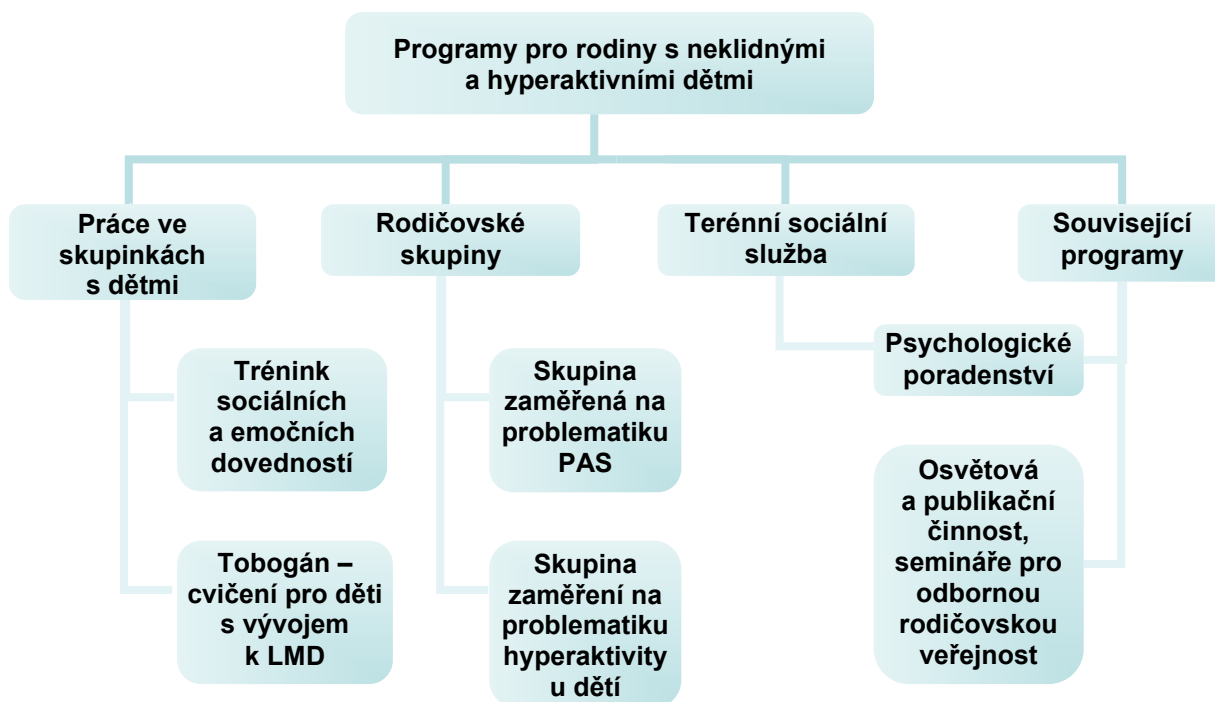 Programy pro rodiny s neklidnými
a hyperaktivními dětmi
Práce ve
skupinkách
s dětmi
Rodičovské
skupiny
Terénní sociální
služba
Související
programy
Trénink
sociálních
a emočních
dovedností
Skupina
zaměřená na
problematiku
PAS
Psychologické
poradenství
Tobogán –
cvičení pro děti
s vývojem
k LMD
Skupina
zaměření na
problematiku
hyperaktivity
u dětí
Osvětová
a publikační
činnost,
semináře pro
odbornou
rodičovskou
veřejnost